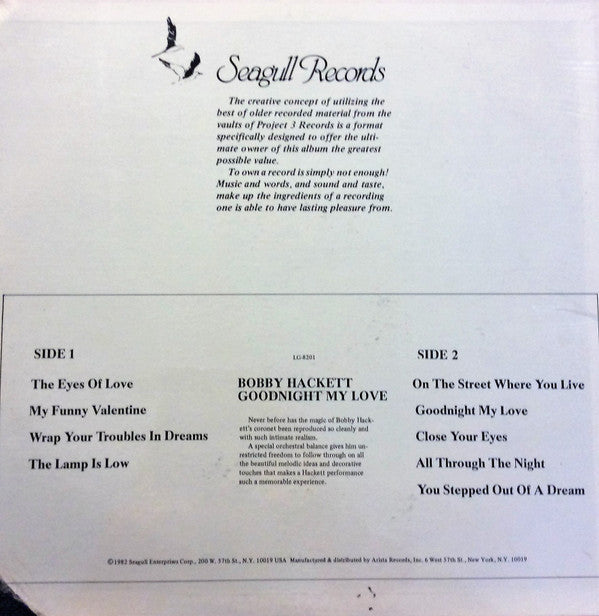 Seagull Records
The creative concept of utilizing the
best of older recorded material from the
vaults of Project 3 Records is a format
specifically designed to offer the ulti-
mate owner of this album the greatest
possible value.
To own a record is simply not enough!
Music and words, and sound and taste,
make up the ingredients of a recording
one is able to have lasting pleasure from.
SIDE 1
The Eyes Of Love
My Funny Valentine
Wrap Your Troubles In Dreams
The Lamp Is Low
LG-8201
BOBBY HACKETT
GOODNIGHT MY LOVE
Never before has the magic of Bobby Hack-
ett's coronet been reproduced so cleanly and
with such intimate realism.
A special orchestral balance gives him un-
restricted freedom to follow through on all
the beautiful melodic ideas and decorative
touches that makes a Hackett performance
such a memorable experience.
SIDE 2
On The Street Where You Live
Goodnight My Love
Close Your Eyes
All Through The Night
You Stepped Out Of A Dream
©1982 Seagull Enterprises Corp., 200 W. 57th St., N.Y. 10019 USA Manufactured & distributed by Arista Records, Inc. 6 West 57th St., New York, N.Y. 10019